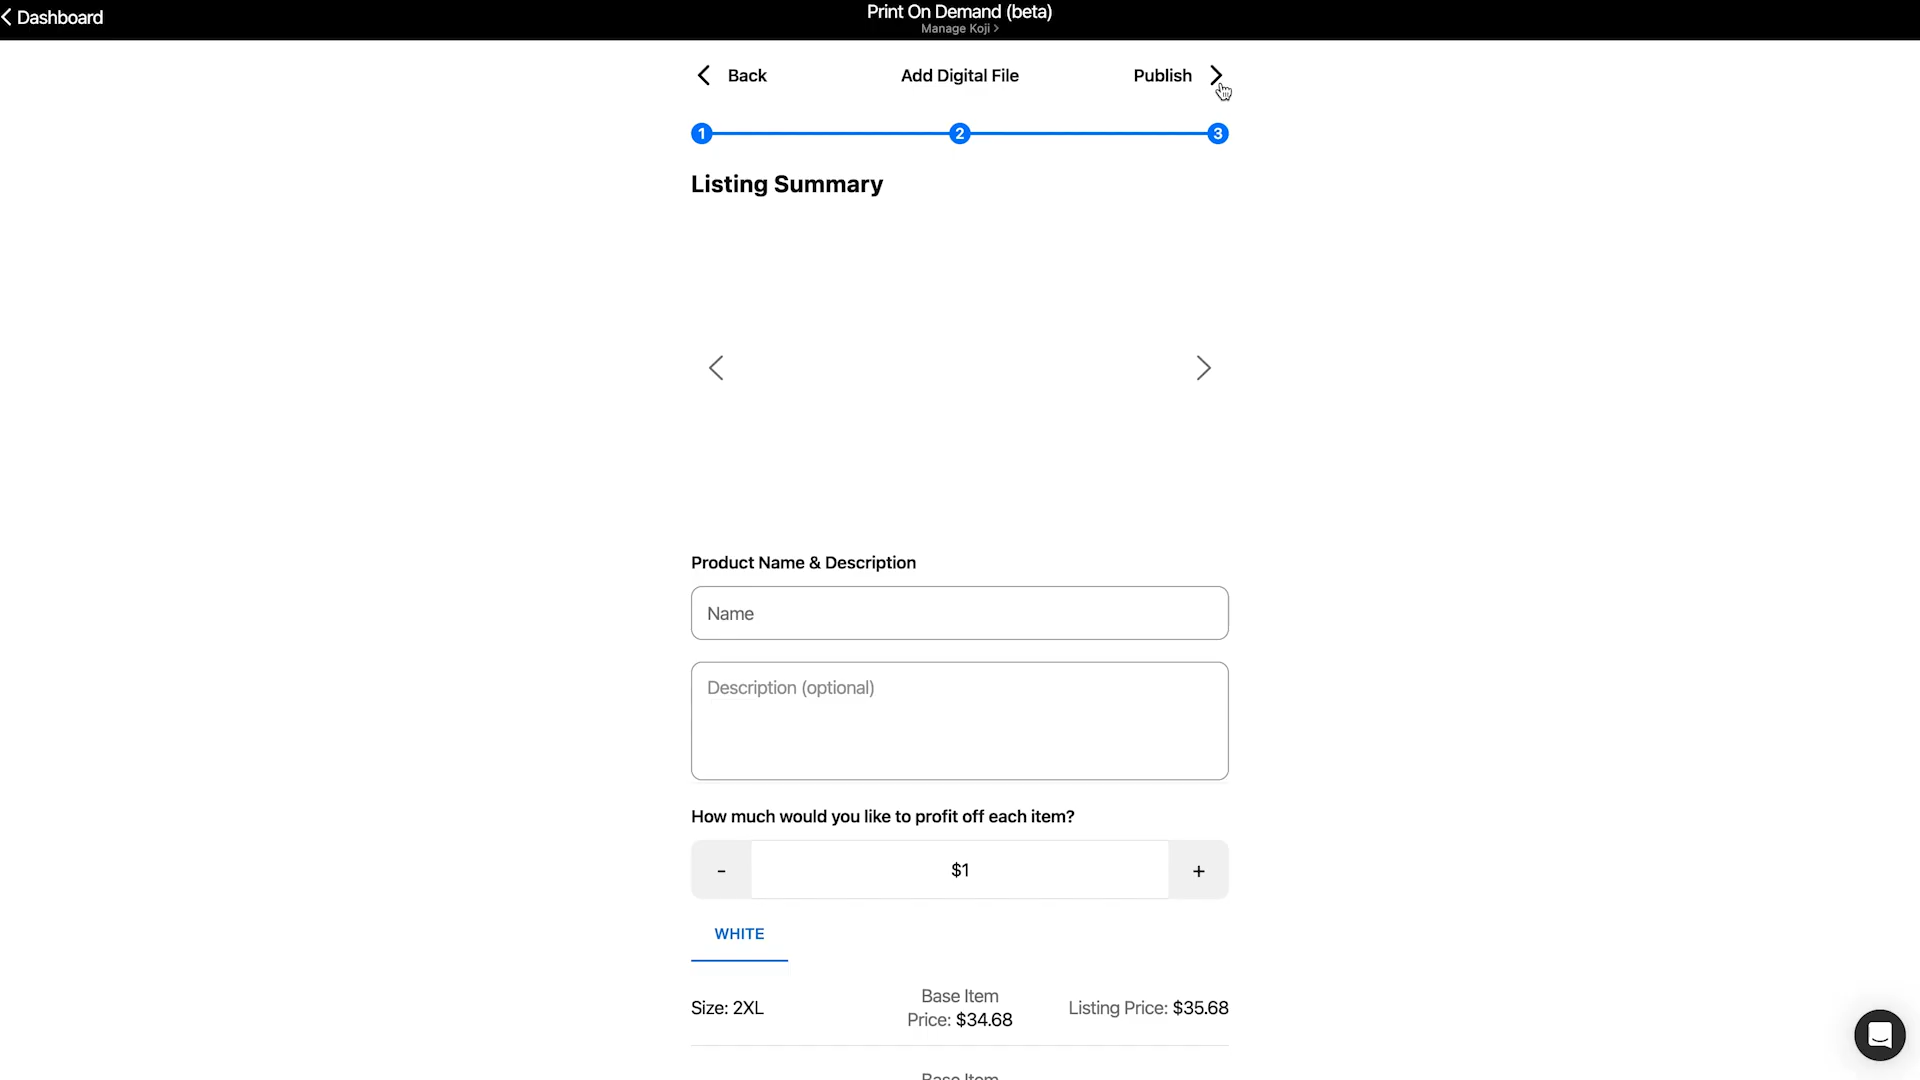 Dashboard
Print On Demand (beta)
Manage Koji >
Back
Add Digital File
Publish
1
2
3
Listing Summary
Product Name & Description
Name
Description (optional)
How much would you like to profit off each item?
-
$1
+
WHITE
Size: 2XL
Base Item
Price: $34.68
Listing Price: $35.68
Base Item